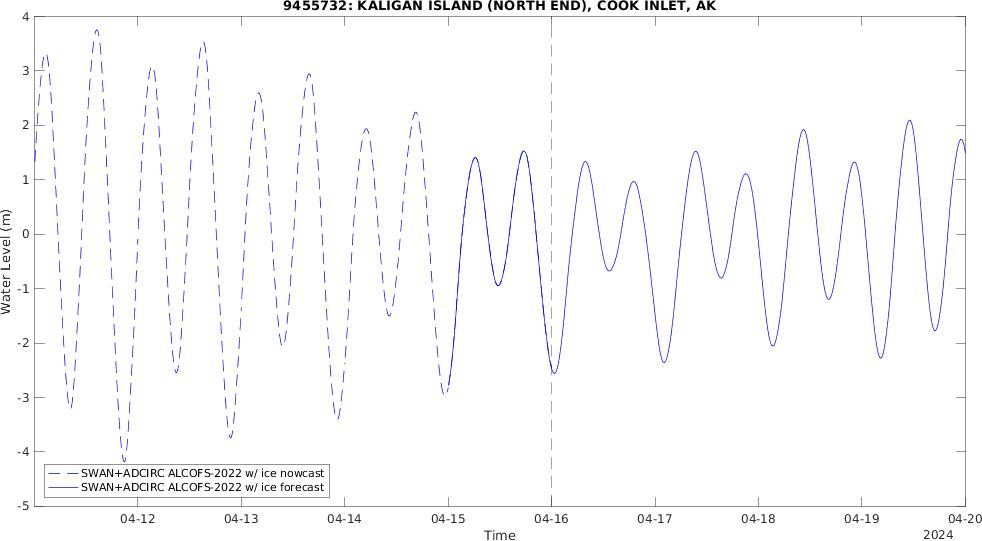 9455732: KALIGAN ISLAND (NORTH END), COOK INLET, AK
4
3
2
1
0
-1
-2
-3
-4
-5
Water Level (m)
SWAN+ADCIRC ALCOFS-2022 w/ ice nowcast
SWAN+ADCIRC ALCOFS-2022 w/ ice forecast
04-12 04-13 04-14 04-15 04-16 04-17 04-18 04-19 04-20
Time
2024